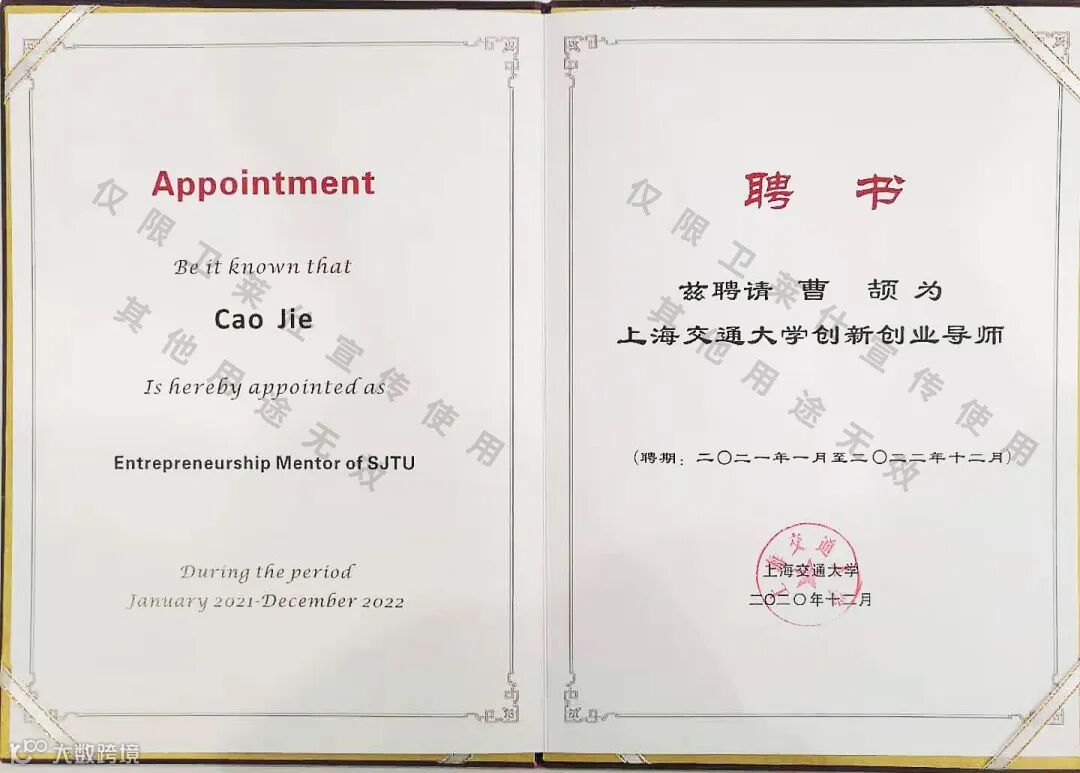 Appointment
Be it known that
Cao Jie
Is hereby appointed as
Entrepreneurship Mentor of SJTU
During the period
January 2021-December 2022
仅限卫莱仕宣传使用
其他用途无效
聘 书
兹聘请 曹 颉 为
上海交通大学创新创业导师
(聘期：二〇二一年一月至二〇二二年十二月)
上海交通大学
二〇二〇年十二月
仅限卫莱仕宣传使用
其他用途无效
大数跨境